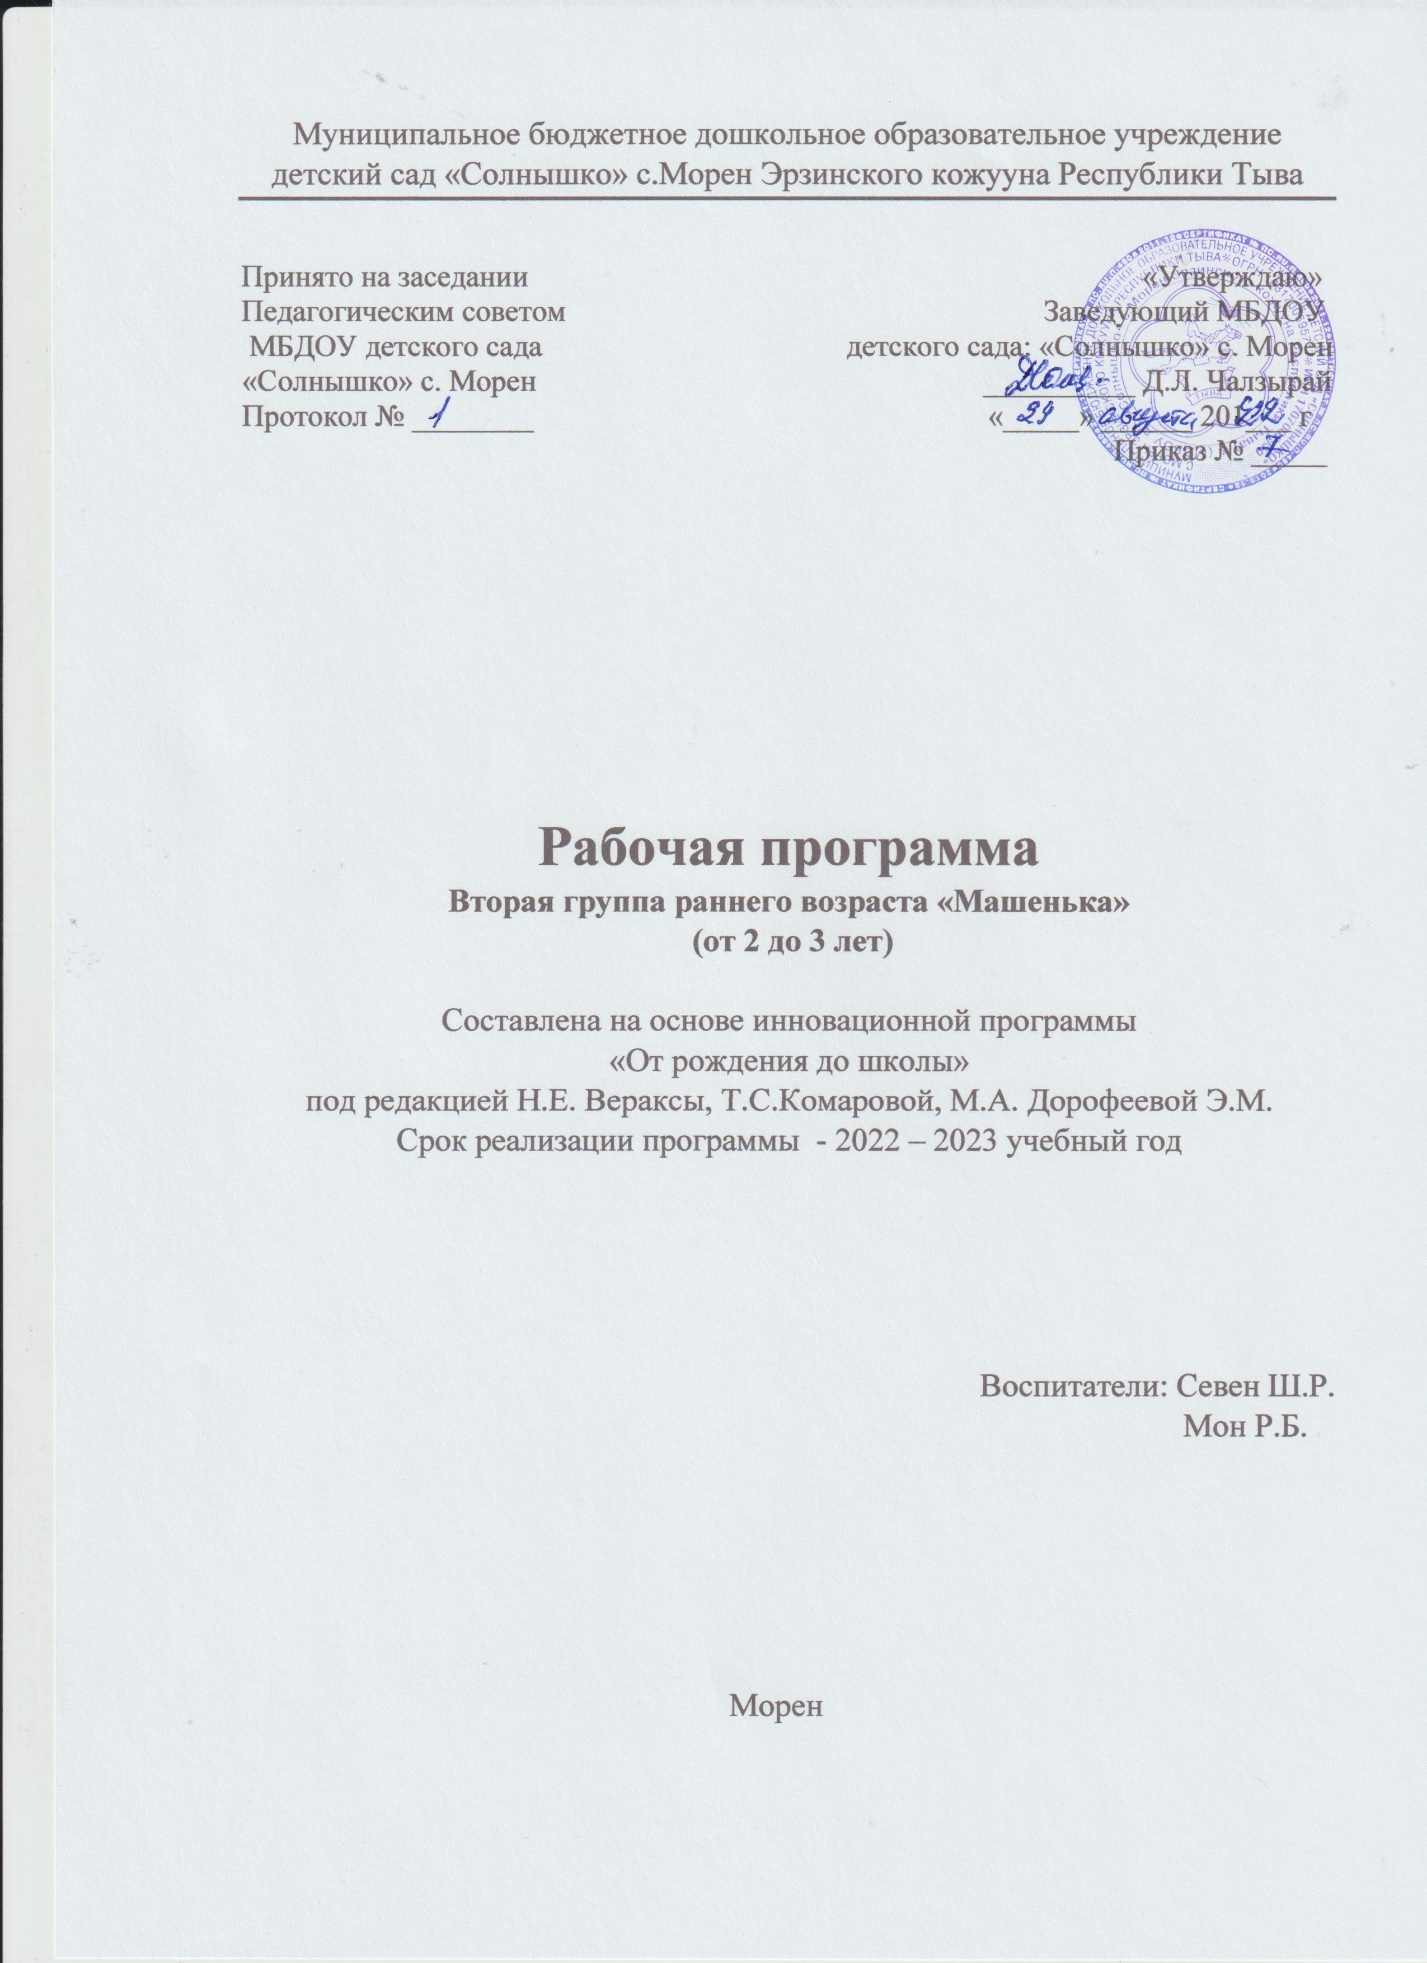 Муниципальное бюджетное дошкольное образовательное учреждение
детский сад «Солнышко» с.Морен Эрзинского кожууна Республики Тыва
Принято на заседании «Утверждаю»
Педагогическим советом Заведующий МБДОУ
МБДОУ детского сада детского сада: «Солнышко» с. Морен
«Солнышко» с. Морен __________ Д.Л. Чалзырай
Протокол № 1 «29» августа 2022 г
Приказ № 7
Рабочая программа
Вторая группа раннего возраста «Машенька»
(от 2 до 3 лет)
Составлена на основе инновационной программы
«От рождения до школы»
под редакцией Н.Е. Вераксы, Т.С.Комаровой, М.А. Дорофеевой Э.М.
Срок реализации программы - 2022 – 2023 учебный год
Воспитатели: Севен Ш.Р.
Мон Р.Б.
Морен